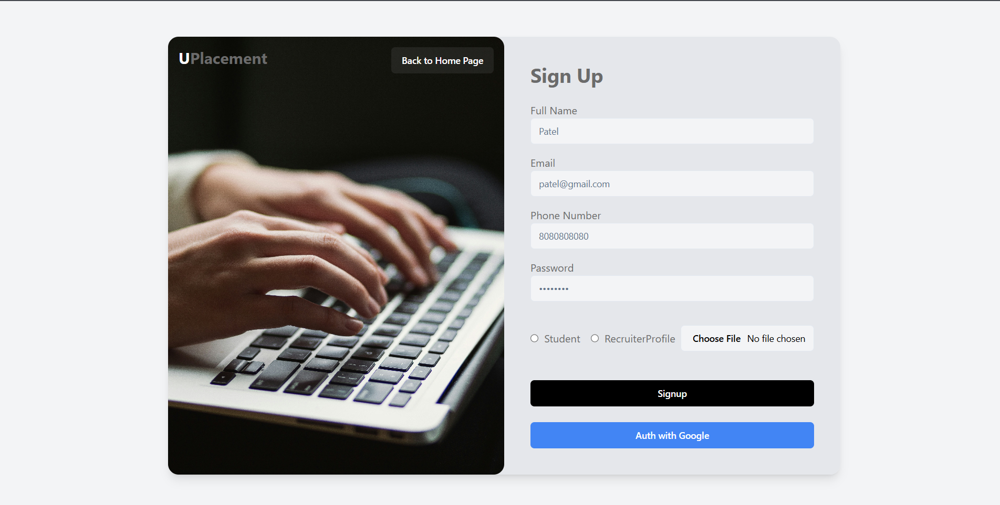 UPlacement
Back to Home Page
Sign Up
Full Name
Patel
Email
patel@gmail.com
Phone Number
8080808080
Password
••••••••
Student RecruiterProfile Choose File No file chosen
Signup
Auth with Google